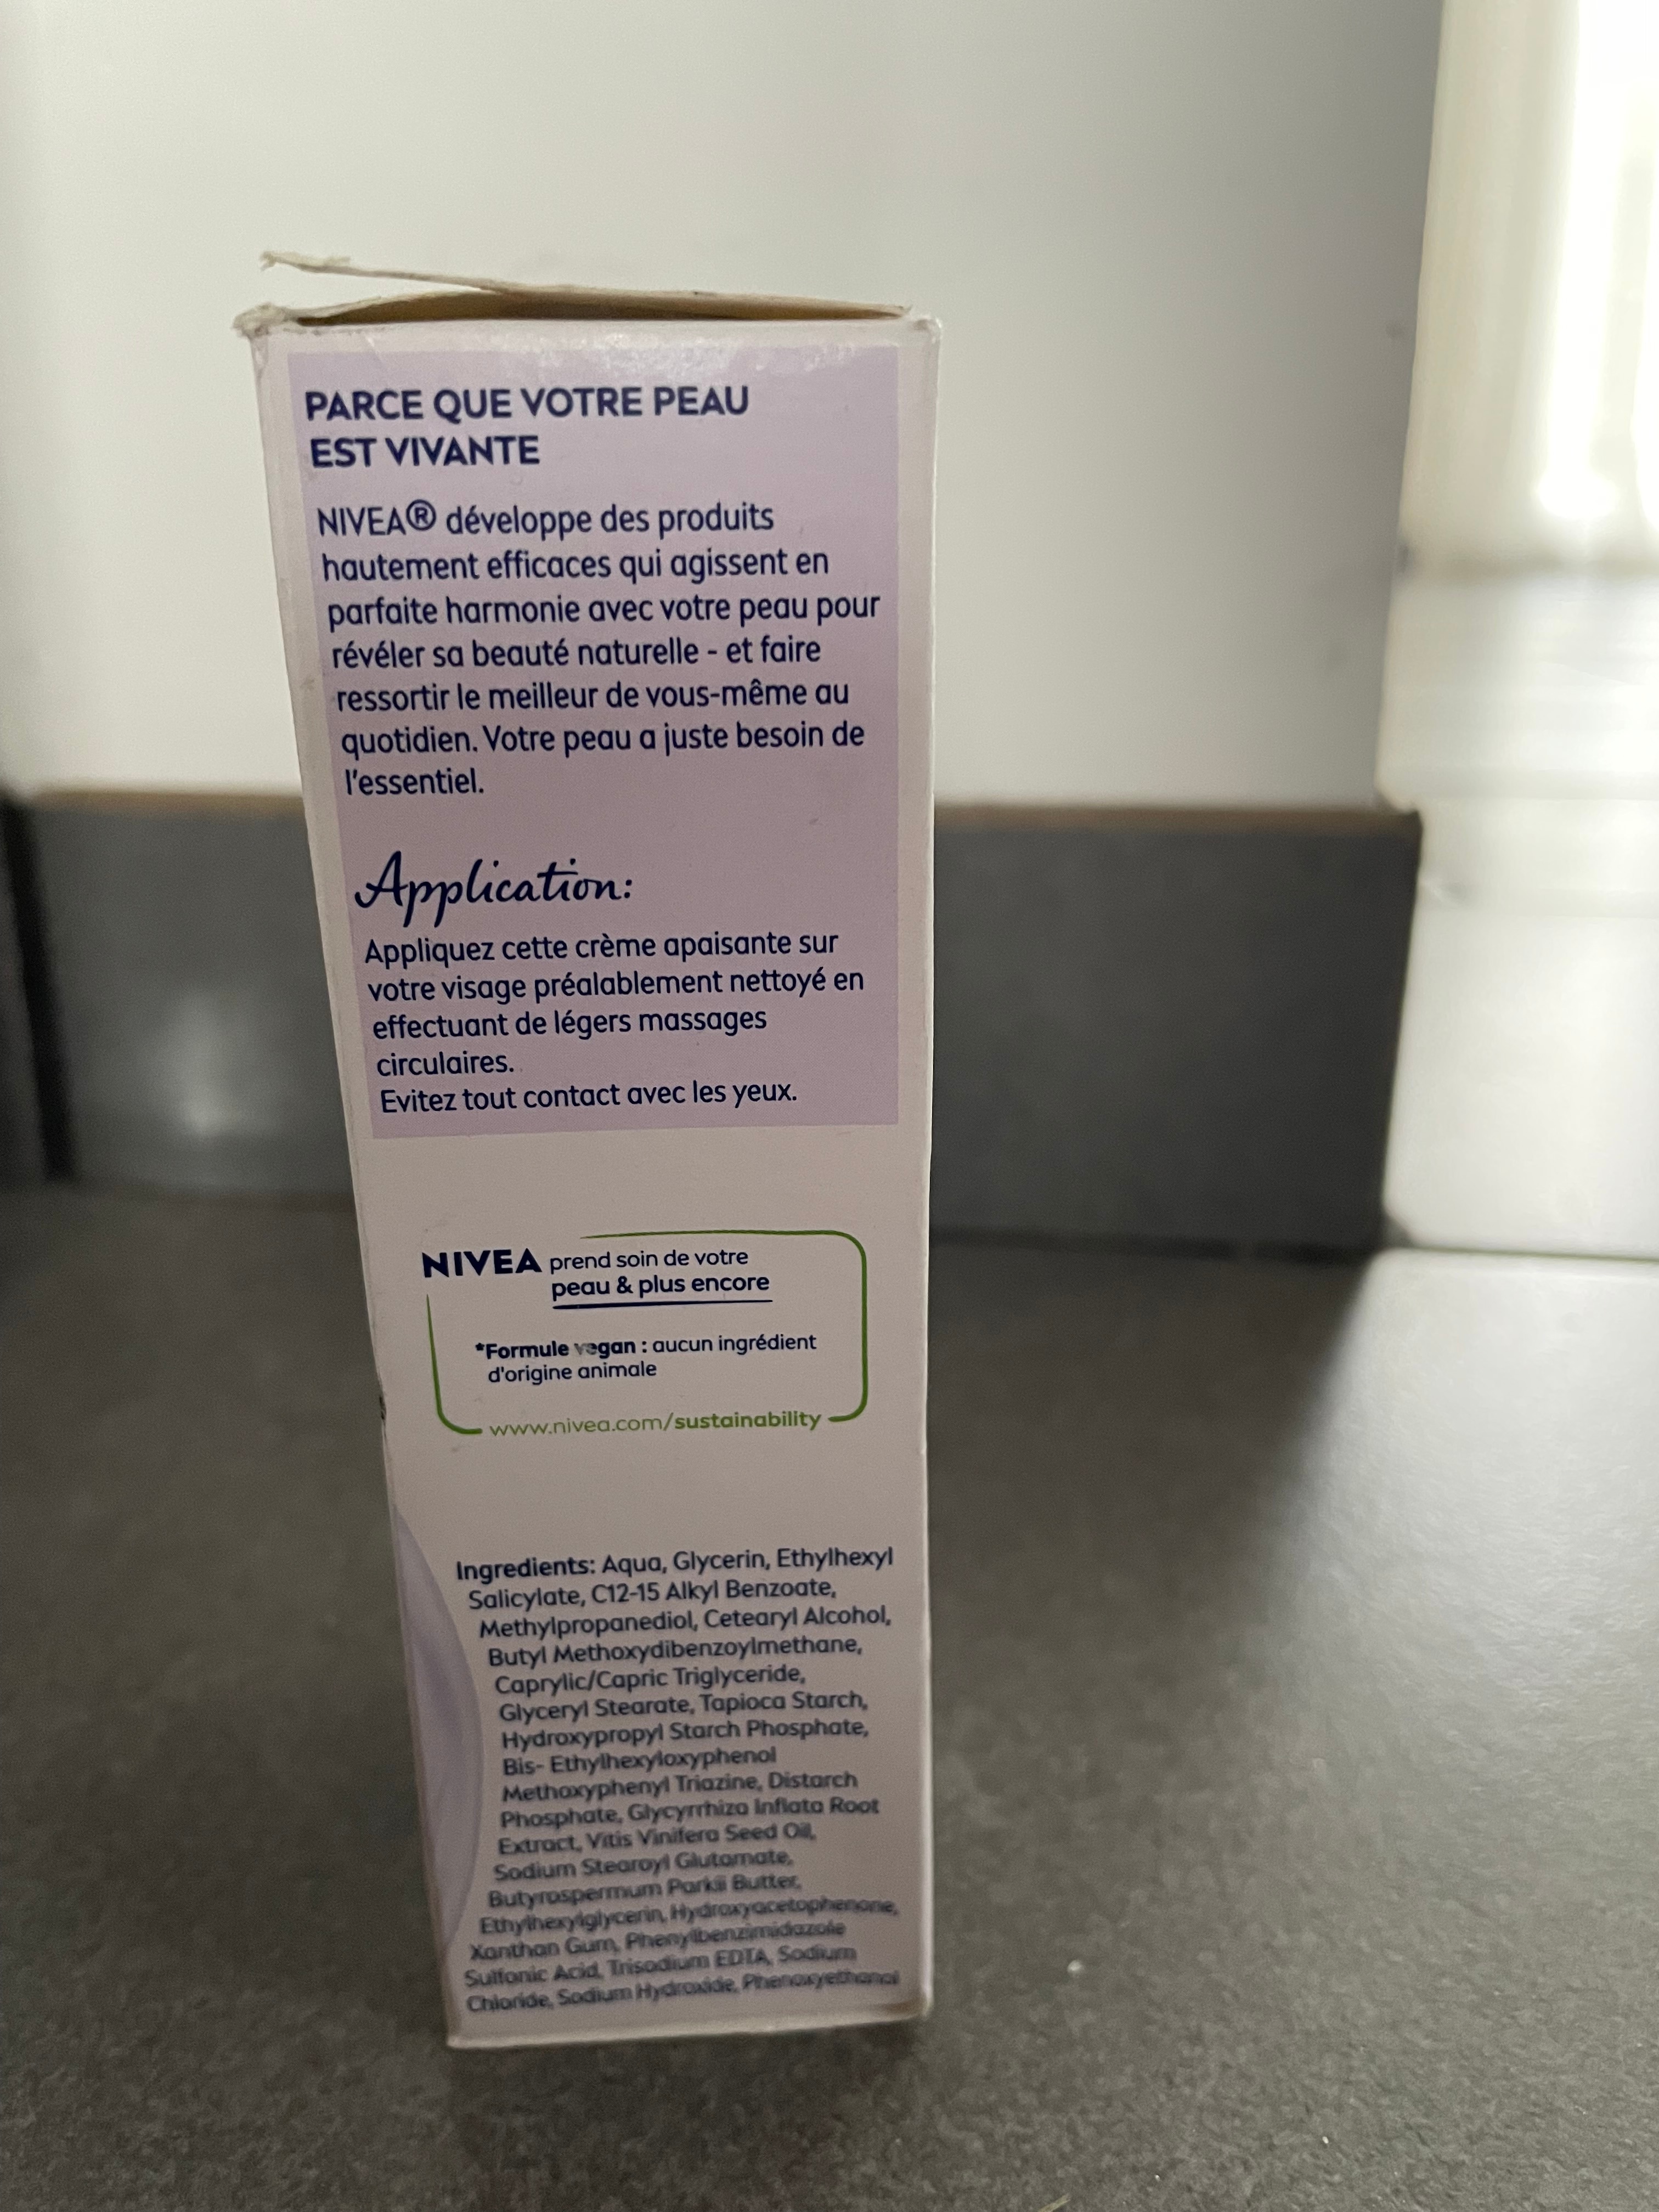 PARCE QUE VOTRE PEAU
EST VIVANTE
NIVEA® développe des produits
hautement efficaces qui agissent en
parfaite harmonie avec votre peau pour
révéler sa beauté naturelle - et faire
ressortir le meilleur de vous-même au
quotidien. Votre peau a juste besoin de
l'essentiel.
Application:
Appliquez cette crème apaisante sur
votre visage préalablement nettoyé en
effectuant de légers massages
circulaires.
Evitez tout contact avec les yeux.
NIVEA prend soin de votre
peau & plus encore
*Formule vegan : aucun ingrédient
d'origine animale
www.nivea.com/sustainability
Ingredients: Aqua, Glycerin, Ethylhexyl
Salicylate, C12-15 Alkyl Benzoate,
Methylpropanediol, Cetearyl Alcohol,
Butyl Methoxydibenzoylmethane,
Caprylic/Capric Triglyceride,
Glyceryl Stearate, Tapioca Starch,
Hydroxypropyl Starch Phosphate,
Bis- Ethylhexyloxyphenol
Methoxyphenyl Triazine, Distarch
Phosphate, Glycyrrhiza Inflata Root
Extract, Vitis Vinifera Seed Oil,
Sodium Stearoyl Glutamate,
Butyrospermum Parkii Butter,
Ethylhexylglycerin, Hydroxyacetophenone,
Xanthan Gum, Phenylbenzimidazole
Sulfonic Acid, Trisodium EDTA, Sodium
Chloride, Sodium Hydroxide, Phenoxyethanol